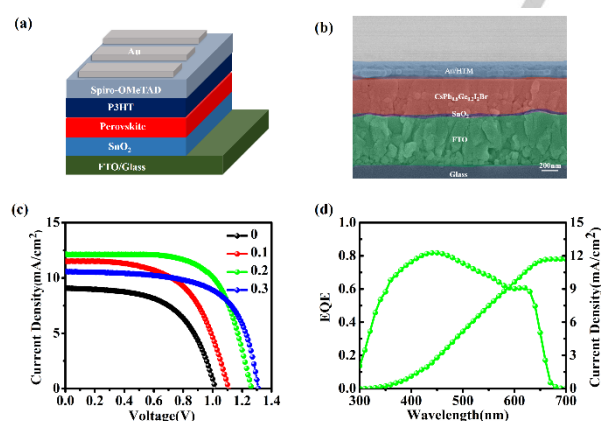 (a)
Au
Spiro-OMeTAD
P3HT
Perovskite
SnO2
FTO/Glass
(b)
Au/HTM
CsPb0.8Ge0.2I2Br
SnO2
FTO
200nm
Glass
(c)
Current Density(mA/cm2)
15
10
5
0
0.0 0.2 0.4 0.6 0.8 1.0 1.2 1.4
Voltage(V)
0
0.1
0.2
0.3
(d)
EQE
1.0
0.8
0.6
0.4
0.2
0.0
300 400 500 600 700
Wavelength(nm)
15
12
9
6
3
0
Current Density(mA/cm2)